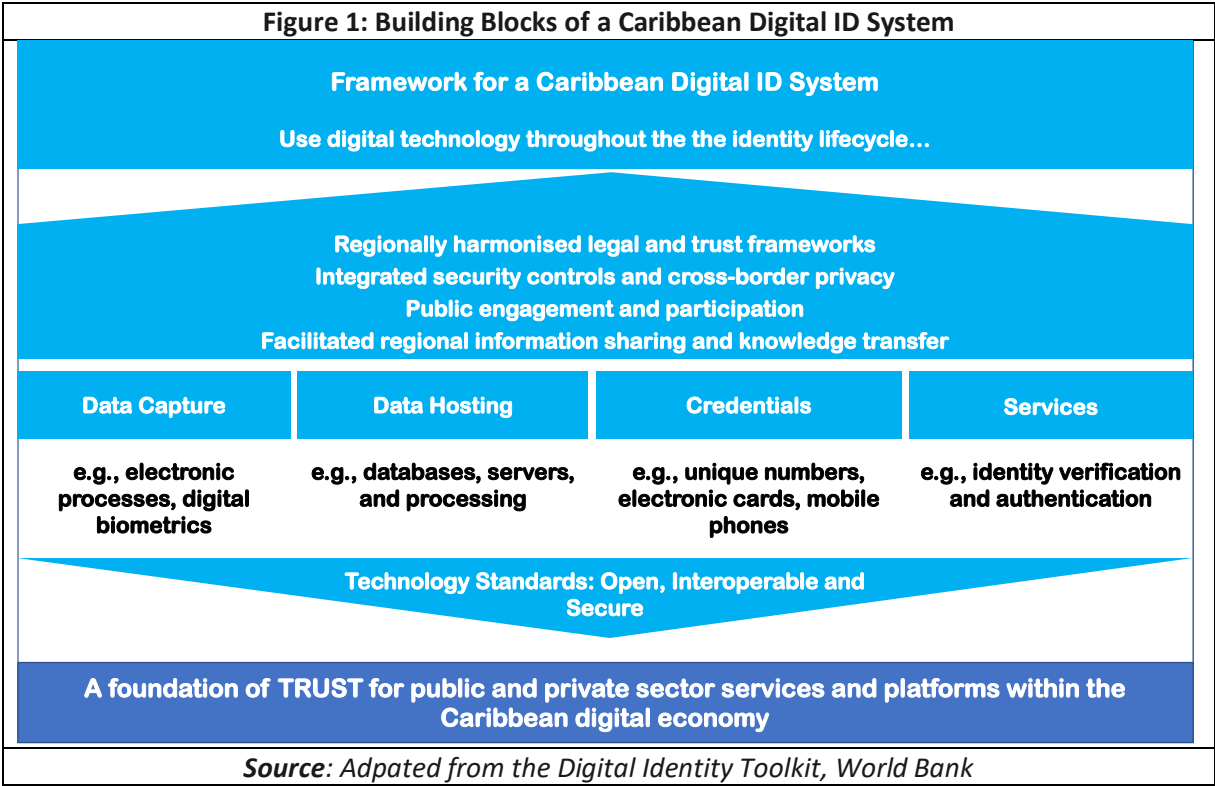 Figure 1: Building Blocks of a Caribbean Digital ID System
Framework for a Caribbean Digital ID System
Use digital technology throughout the the identity lifecycle…
Regionally harmonised legal and trust frameworks
Integrated security controls and cross-border privacy
Public engagement and participation
Facilitated regional information sharing and knowledge transfer
Data Capture
Data Hosting
Credentials
Services
e.g., electronic
processes, digital
biometrics
e.g., databases, servers,
and processing
e.g., unique numbers,
electronic cards, mobile
phones
e.g., identity verification
and authentication
Technology Standards: Open, Interoperable and
Secure
A foundation of TRUST for public and private sector services and platforms within the
Caribbean digital economy
Source: Adpated from the Digital Identity Toolkit, World Bank